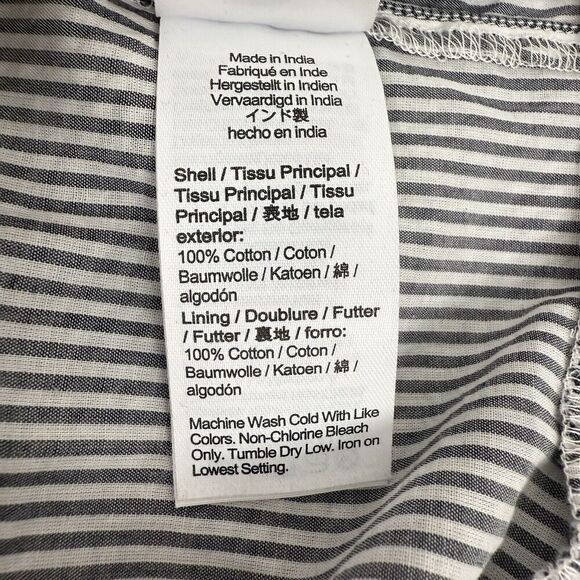 Made in India
Fabriqué en Inde
Hergestellt in Indien
Vervaardigd in India
インド製
hecho en india
Shell / Tissu Principal /
Tissu Principal / Tissu
Principal / 表地 / tela
exterior:
100% Cotton / Coton /
Baumwolle / Katoen / 綿 /
algodón
Lining / Doublure / Futter
/ Futter / 裏地 / forro:
100% Cotton / Coton /
Baumwolle / Katoen / 綿 /
algodón
Machine Wash Cold With Like
Colors. Non-Chlorine Bleach
Only. Tumble Dry Low. Iron on
Lowest Setting.